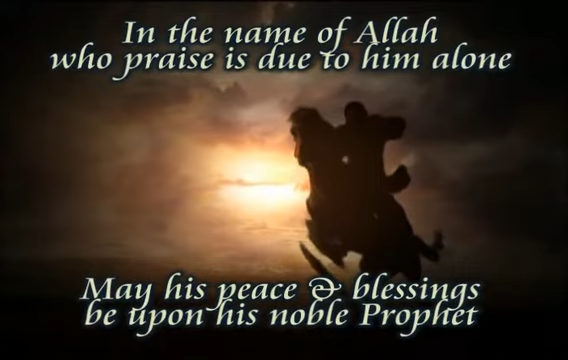 In the name of Allah
who praise is due to him alone
May his peace & blessings
be upon his noble Prophet